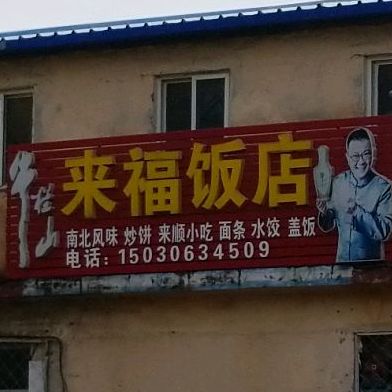 牛栏山
来福饭店
南北风味 炒饼 来顺小吃 面条 水饺 盖饭
电话：15030634509